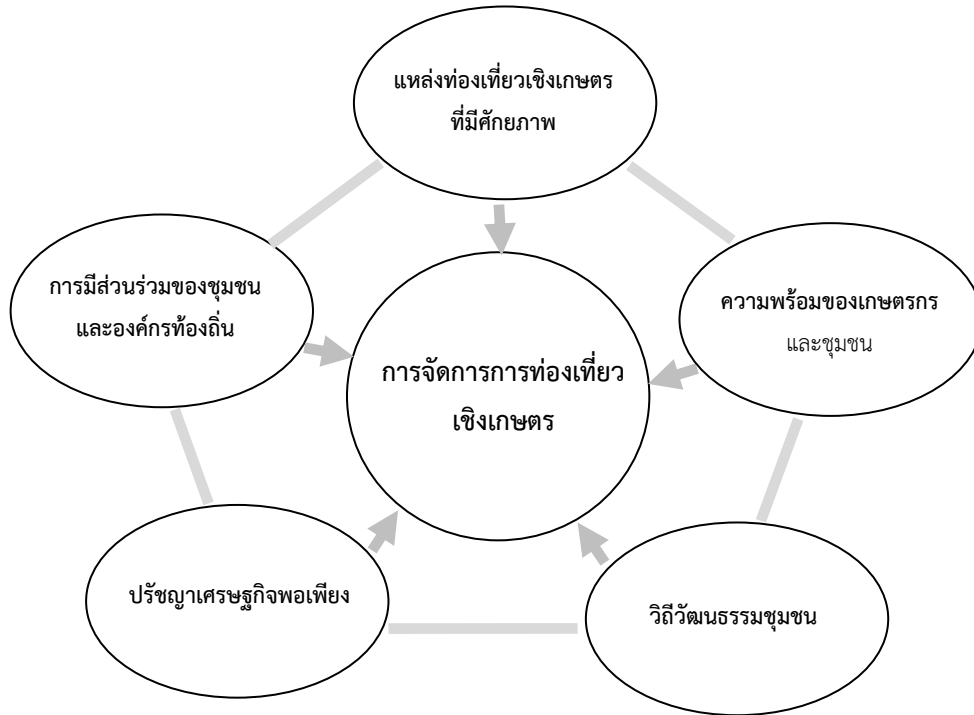 แหล่งท่องเที่ยวเชิงเกษตร
ที่มีศักยภาพ
การมีส่วนร่วมของชุมชน
และองค์กรท้องถิ่น
ความพร้อมของเกษตรกร
และชุมชน
การจัดการการท่องเที่ยว
เชิงเกษตร
ปรัชญาเศรษฐกิจพอเพียง
วิถีวัฒนธรรมชุมชน